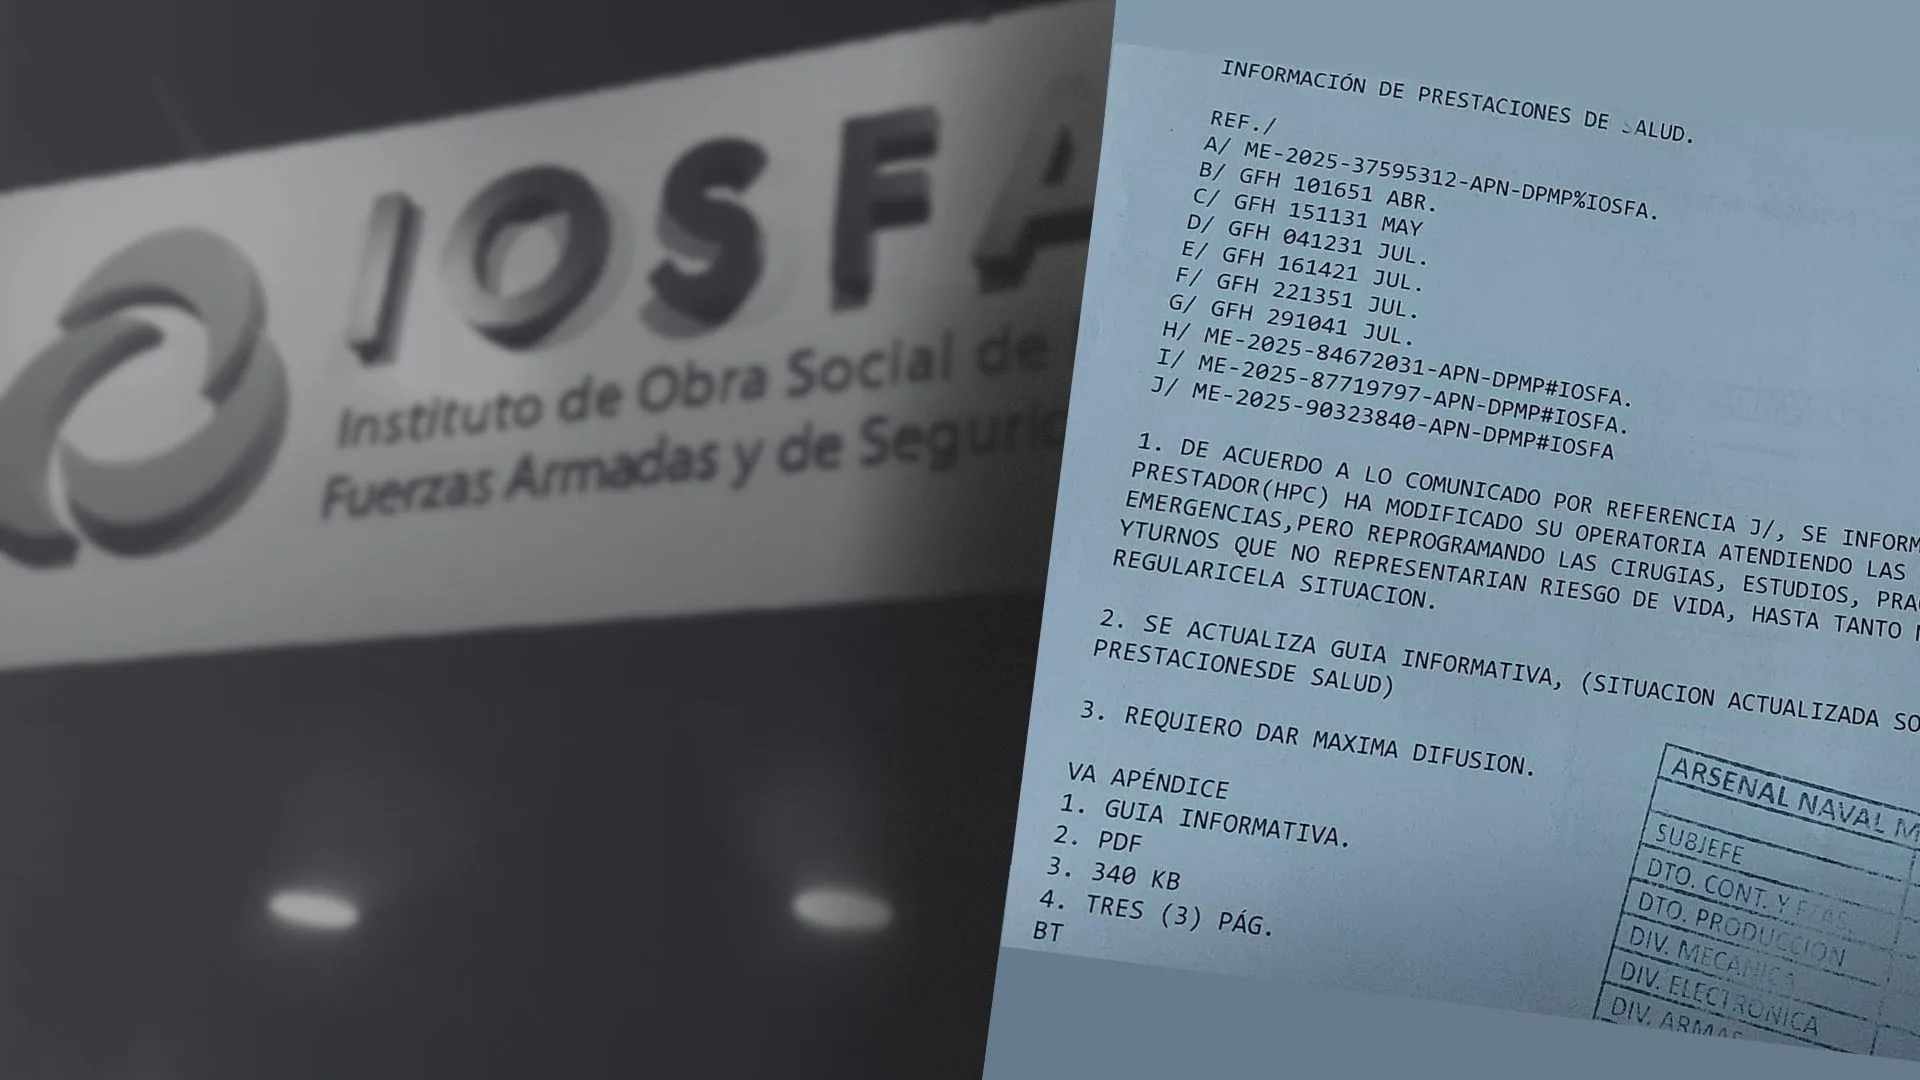 IOSFA
Instituto de Obra Social de
Fuerzas Armadas y de Seguri
INFORMACIÓN DE PRESTACIONES DE SALUD.
REF./
A/ ME-2025-37595312-APN-DPMP%IOSFA.
B/ GFH 101651 ABR.
C/ GFH 151131 MAY
D/ GFH 041231 JUL.
E/ GFH 161421 JUL.
F/ GFH 221351 JUL.
G/ GFH 291041 JUL.
H/ ME-2025-84672031-APN-DPMP#IOSFA.
I/ ME-2025-87719797-APN-DPMP#IOSFA.
J/ ME-2025-90323840-APN-DPMP#IOSFA
1. DE ACUERDO A LO COMUNICADO POR REFERENCIA J/, SE INFORM
PRESTADOR(HPC) HA MODIFICADO SU OPERATORIA ATENDIENDO LAS
EMERGENCIAS,PERO REPROGRAMANDO LAS CIRUGIAS, ESTUDIOS, PRA
YTURNOS QUE NO REPRESENTARIAN RIESGO DE VIDA, HASTA TANTO
REGULARICELA SITUACION.
2. SE ACTUALIZA GUIA INFORMATIVA, (SITUACION ACTUALIZADA SO
PRESTACIONESDE SALUD)
3. REQUIERO DAR MAXIMA DIFUSION.
VA APÉNDICE
1. GUIA INFORMATIVA.
2. PDF
3. 340 KB
4. TRES (3) PÁG.
BT
ARSENAL NAVAL M
SUBJEFE
DTO. CONT. Y FZAS.
DTO. PRODUCCION
DIV. MECANICA
DIV. ELECTRONICA
DIV. ARMAS